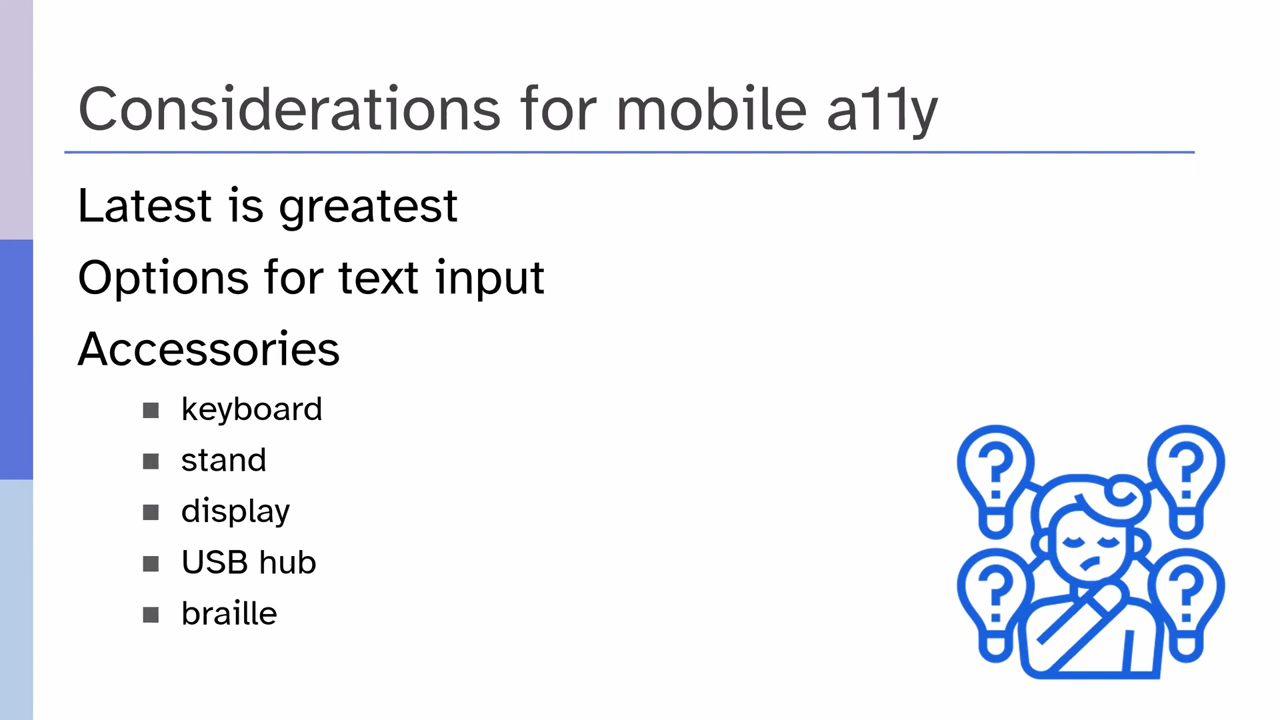 Considerations for mobile a11y
Latest is greatest
Options for text input
Accessories
■ keyboard
■ stand
■ display
■ USB hub
■ braille
? ?
? ?